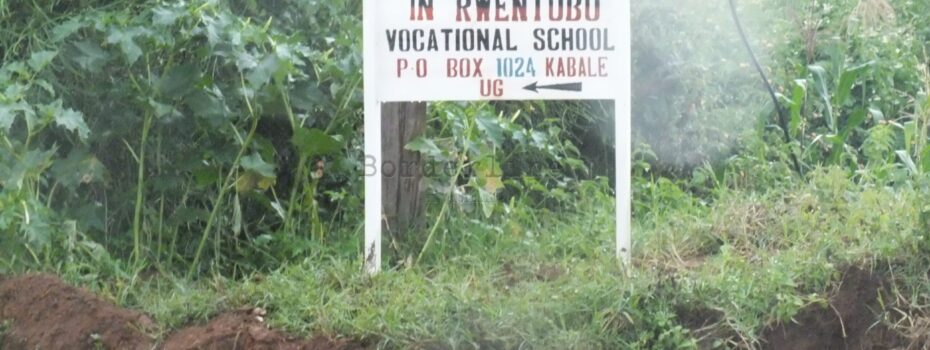 IN RWENTOBO
VOCATIONAL SCHOOL
P.O BOX 1024 KABALE
UG